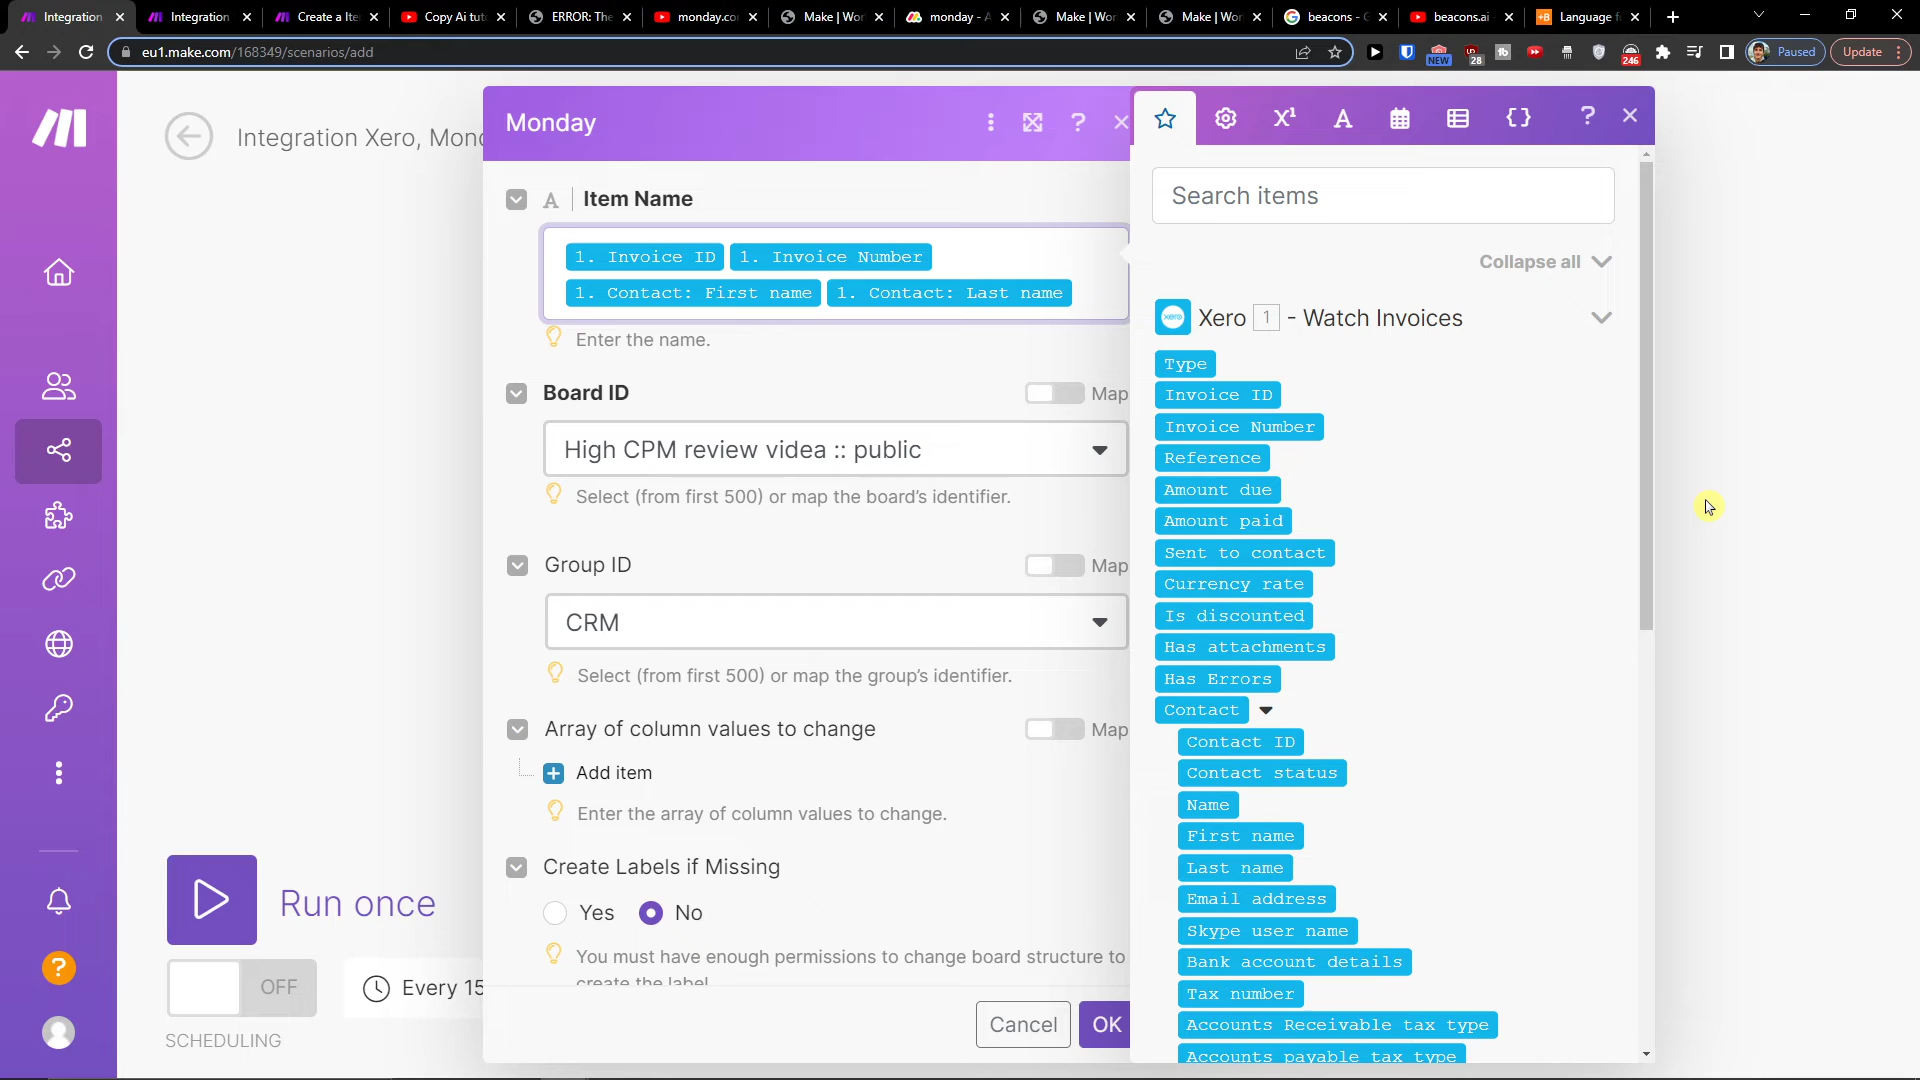 Integration
Integration
Create a Ite
Copy Ai tut
ERROR: The
monday.co
Make | Wor
monday - A
Make | Wor
Make | Wor
beacons - G
beacons.ai
Language f
eu1.make.com/168349/scenarios/add
NEW
28
246
Paused
Update
Integration Xero, Mond
Monday
Item Name
1. Invoice ID 1. Invoice Number
1. Contact: First name 1. Contact: Last name
Enter the name.
Board ID
Map
High CPM review videa :: public
Select (from first 500) or map the board's identifier.
Group ID
Map
CRM
Select (from first 500) or map the group's identifier.
Array of column values to change
Map
Add item
Enter the array of column values to change.
Create Labels if Missing
Yes
No
You must have enough permissions to change board structure to
create the label
Cancel
OK
Search items
Collapse all
Xero 1 - Watch Invoices
Type
Invoice ID
Invoice Number
Reference
Amount due
Amount paid
Sent to contact
Currency rate
Is discounted
Has attachments
Has Errors
Contact
Contact ID
Contact status
Name
First name
Last name
Email address
Skype user name
Bank account details
Tax number
Accounts Receivable tax type
Accounts payable tax type
Run once
OFF
Every 15
SCHEDULING